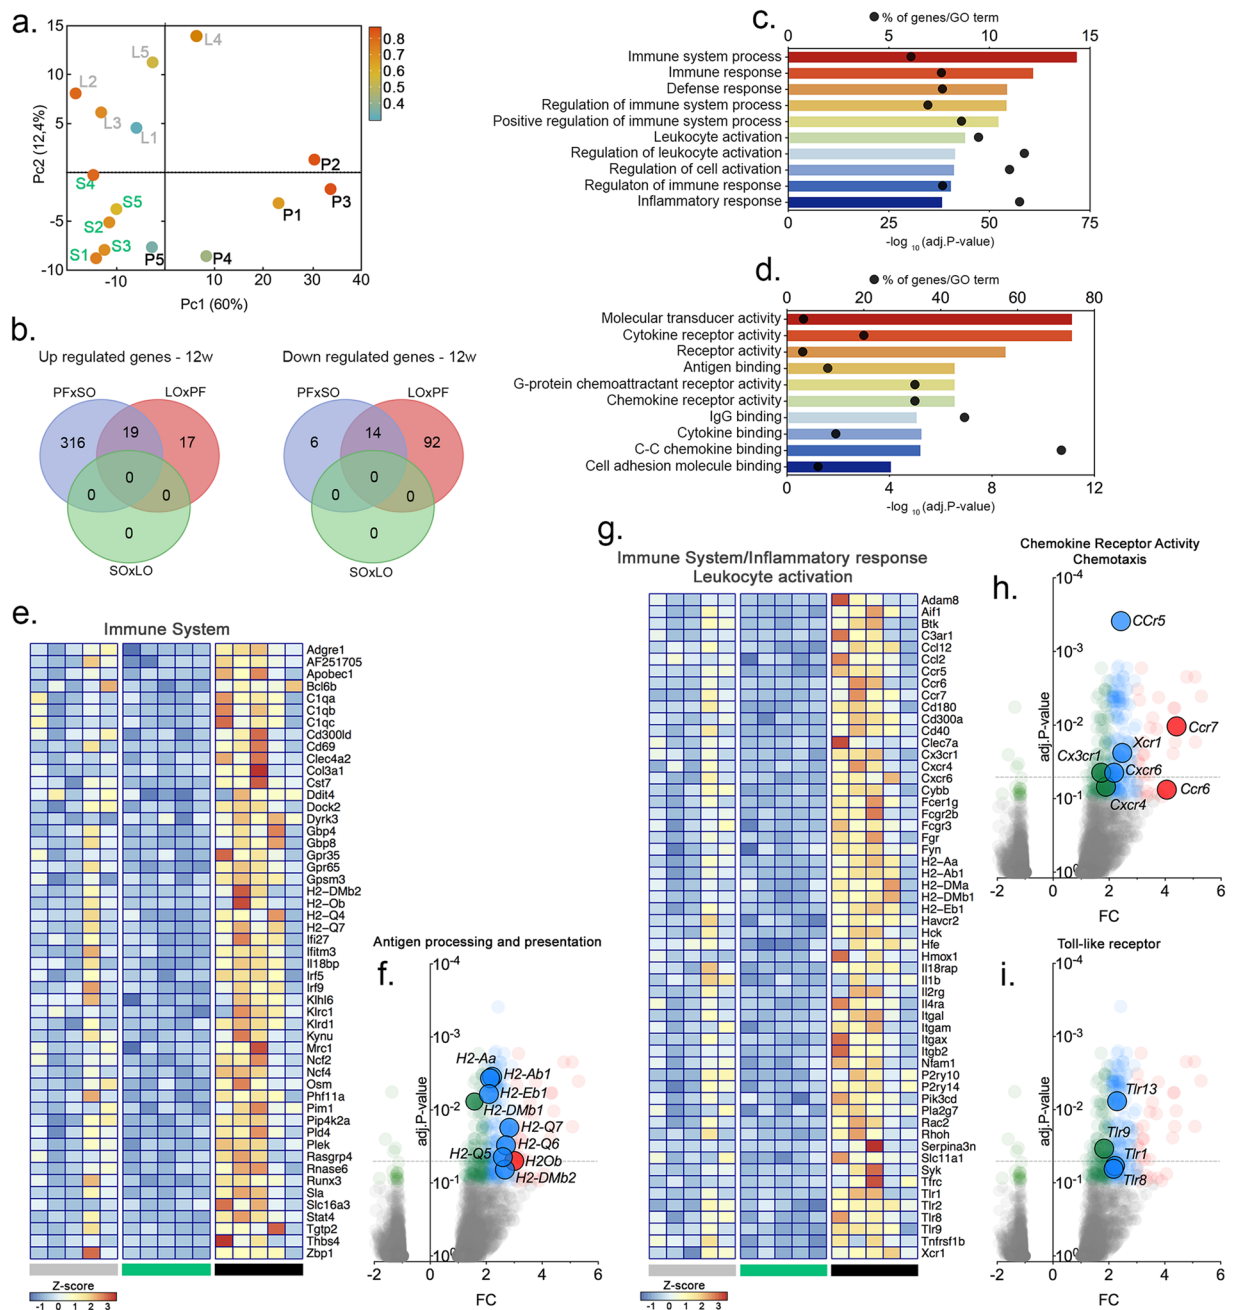 a.
15
10
5
-5
-10
Pc2 (12,4%)
-10
10
20
30
40
Pc1 (60%)
L4
L5
L2
L3
L1
P2
P3
P1
P4
P5
S4
S5
S2
S3
S1
0.8
0.7
0.6
0.5
0.4
b.
Up regulated genes - 12w
PFxSO
LOxPF
316
19
17
0
0
0
0
SOxLO
Down regulated genes - 12w
PFxSO
LOxPF
6
14
92
0
0
0
0
SOxLO
c.
% of genes/GO term
0 5 10 15
Immune system process
Immune response
Defense response
Regulation of immune system process
Positive regulation of immune system process
Leukocyte activation
Regulation of leukocyte activation
Regulation of cell activation
Regulaton of immune response
Inflammatory response
0 25 50 75
-log 10 (adj.P-value)
d.
% of genes/GO term
0 20 40 60 80
Molecular transducer activity
Cytokine receptor activity
Receptor activity
Antigen binding
G-protein chemoattractant receptor activity
Chemokine receptor activity
IgG binding
Cytokine binding
C-C chemokine binding
Cell adhesion molecule binding
0 4 8 12
-log 10 (adj.P-value)
e.
Immune System
Adgre1
AF251705
Apobec1
Bcl6b
C1qa
C1qb
C1qc
Cd300ld
Cd69
Clec4a2
Col3a1
Cst7
Ddit4
Dock2
Dyrk3
Gbp4
Gbp8
Gpr35
Gpr65
Gpsm3
H2-DMb2
H2-Ob
H2-Q4
H2-Q7
Ifi27
Ifitm3
Il18bp
Irf5
Irf9
Klhl6
Klrc1
Klrd1
Kynu
Mrc1
Ncf2
Ncf4
Osm
Phf11a
Pim1
Pip4k2a
Pld4
Plek
Rasgrp4
Rnase6
Runx3
Sla
Slc16a3
Stat4
Tgtp2
Thbs4
Zbp1
Z-score
-1 0 1 2 3
f.
Antigen processing and presentation
10-4
10-3
10-2
10-1
100
adj.P-value
H2-Aa
H2-Ab1
H2-Eb1
H2-DMb1
H2-Q7
H2-Q6
H2-Q5
H2Ob
H2-DMb2
-2 0 2 4 6
FC
g.
Immune System/Inflammatory response
Leukocyte activation
Adam8
Aif1
Btk
C3ar1
Ccl12
Ccl2
Ccr5
Ccr6
Ccr7
Cd180
Cd300a
Cd40
Clec7a
Cx3cr1
Cxcr4
Cxcr6
Cybb
Fcer1g
Fcgr2b
Fcgr3
Fgr
Fyn
H2-Aa
H2-Ab1
H2-DMa
H2-DMb1
H2-Eb1
Havcr2
Hck
Hfe
Hmox1
Il18rap
Il1b
Il2rg
Il4ra
Itgal
Itgam
Itgax
Itgb2
Nfam1
P2ry10
P2ry14
Pik3cd
Pla2g7
Rac2
Rhoh
Serpina3n
Slc11a1
Syk
Tfrc
Tlr1
Tlr2
Tlr8
Tlr9
Tnfrsf1b
Xcr1
Z-score
-1 0 1 2 3
h.
Chemokine Receptor Activity
Chemotaxis
10-4
10-3
10-2
10-1
100
adj.P-value
CCr5
Ccr7
Xcr1
Cx3cr1
Cxcr6
Ccr6
Cxcr4
-2 0 2 4 6
FC
i.
Toll-like receptor
10-4
10-3
10-2
10-1
100
adj.P-value
Tlr13
Tlr9
Tlr1
Tlr8
-2 0 2 4 6
FC